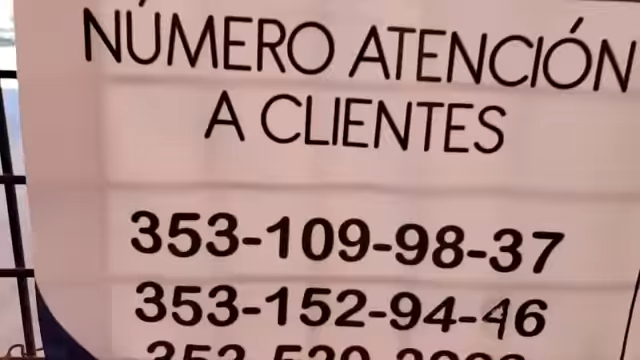 NÚMERO ATENCIÓN
A CLIENTES
353-109-98-37
353-152-94-46